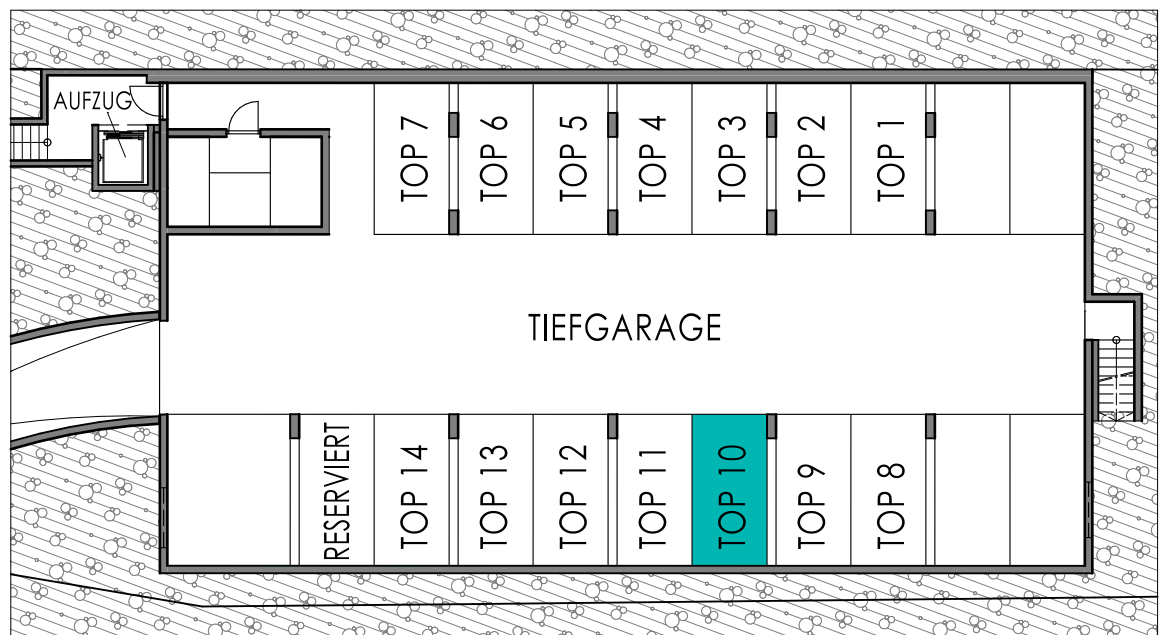 AUFZUG
TOP 7
TOP 6
TOP 5
TOP 4
TOP 3
TOP 2
TOP 1
TIEFGARAGE
RESERVIERT
TOP 14
TOP 13
TOP 12
TOP 11
TOP 10
TOP 9
TOP 8